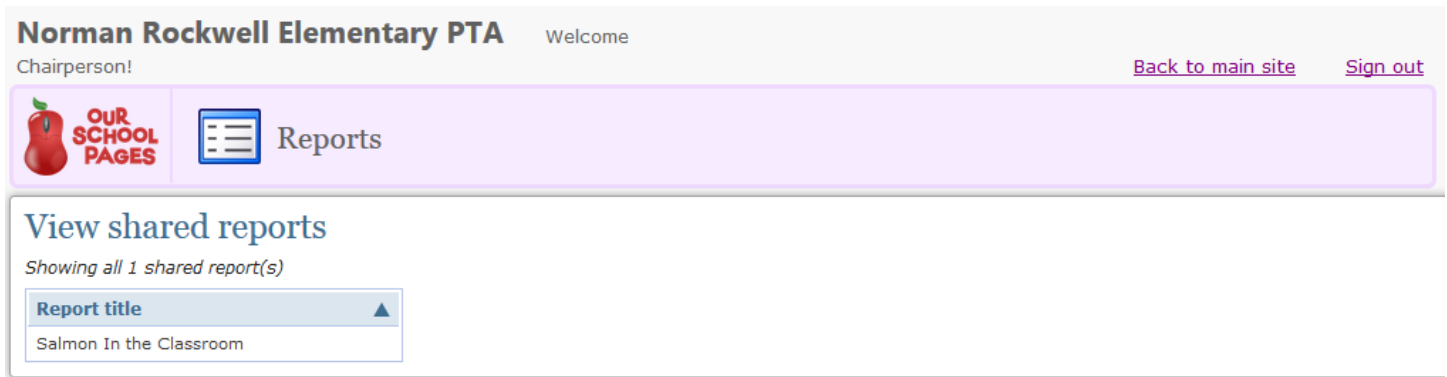 Norman Rockwell Elementary PTA Welcome
Chairperson!
Back to main site Sign out
OUR
SCHOOL
PAGES
Reports
View shared reports
Showing all 1 shared report(s)
Report title
Salmon In the Classroom